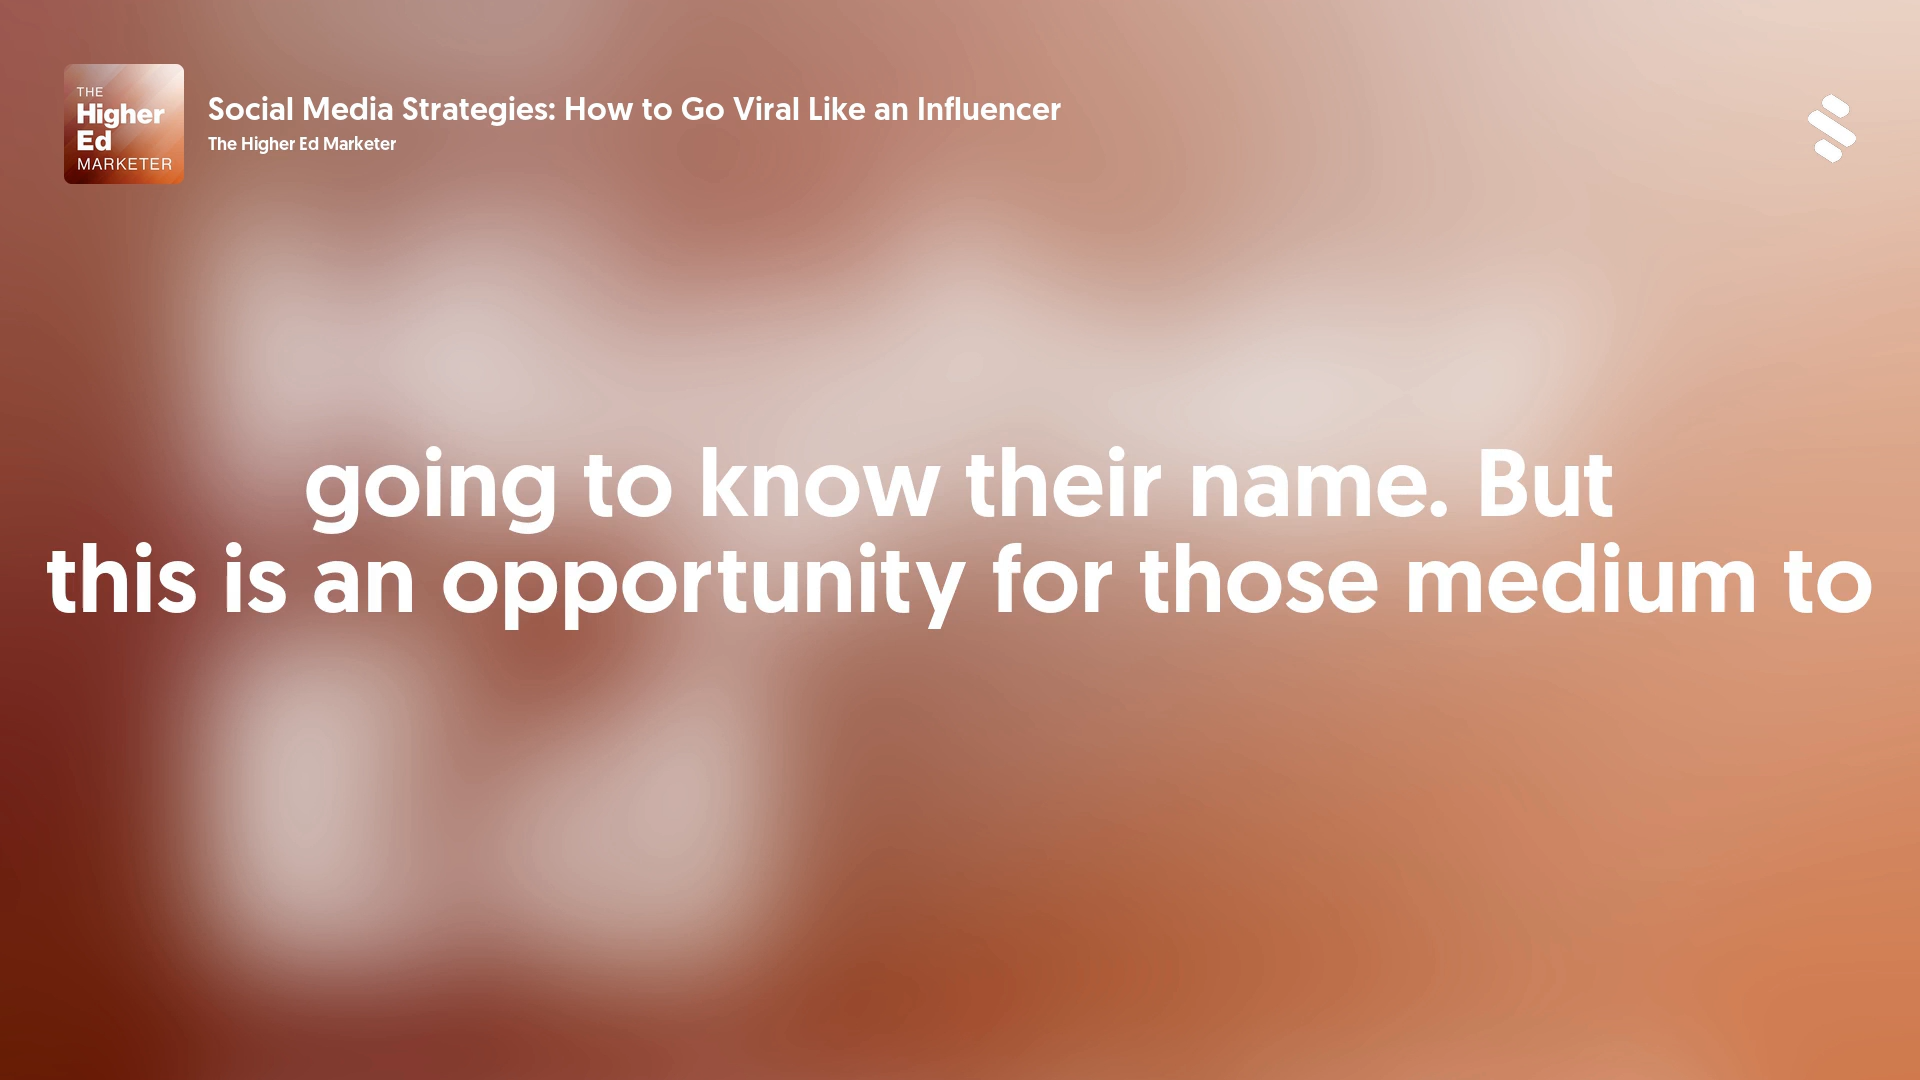 THE
Higher
Ed
MARKETER
Social Media Strategies: How to Go Viral Like an Influencer
The Higher Ed Marketer
going to know their name. But
this is an opportunity for those medium to